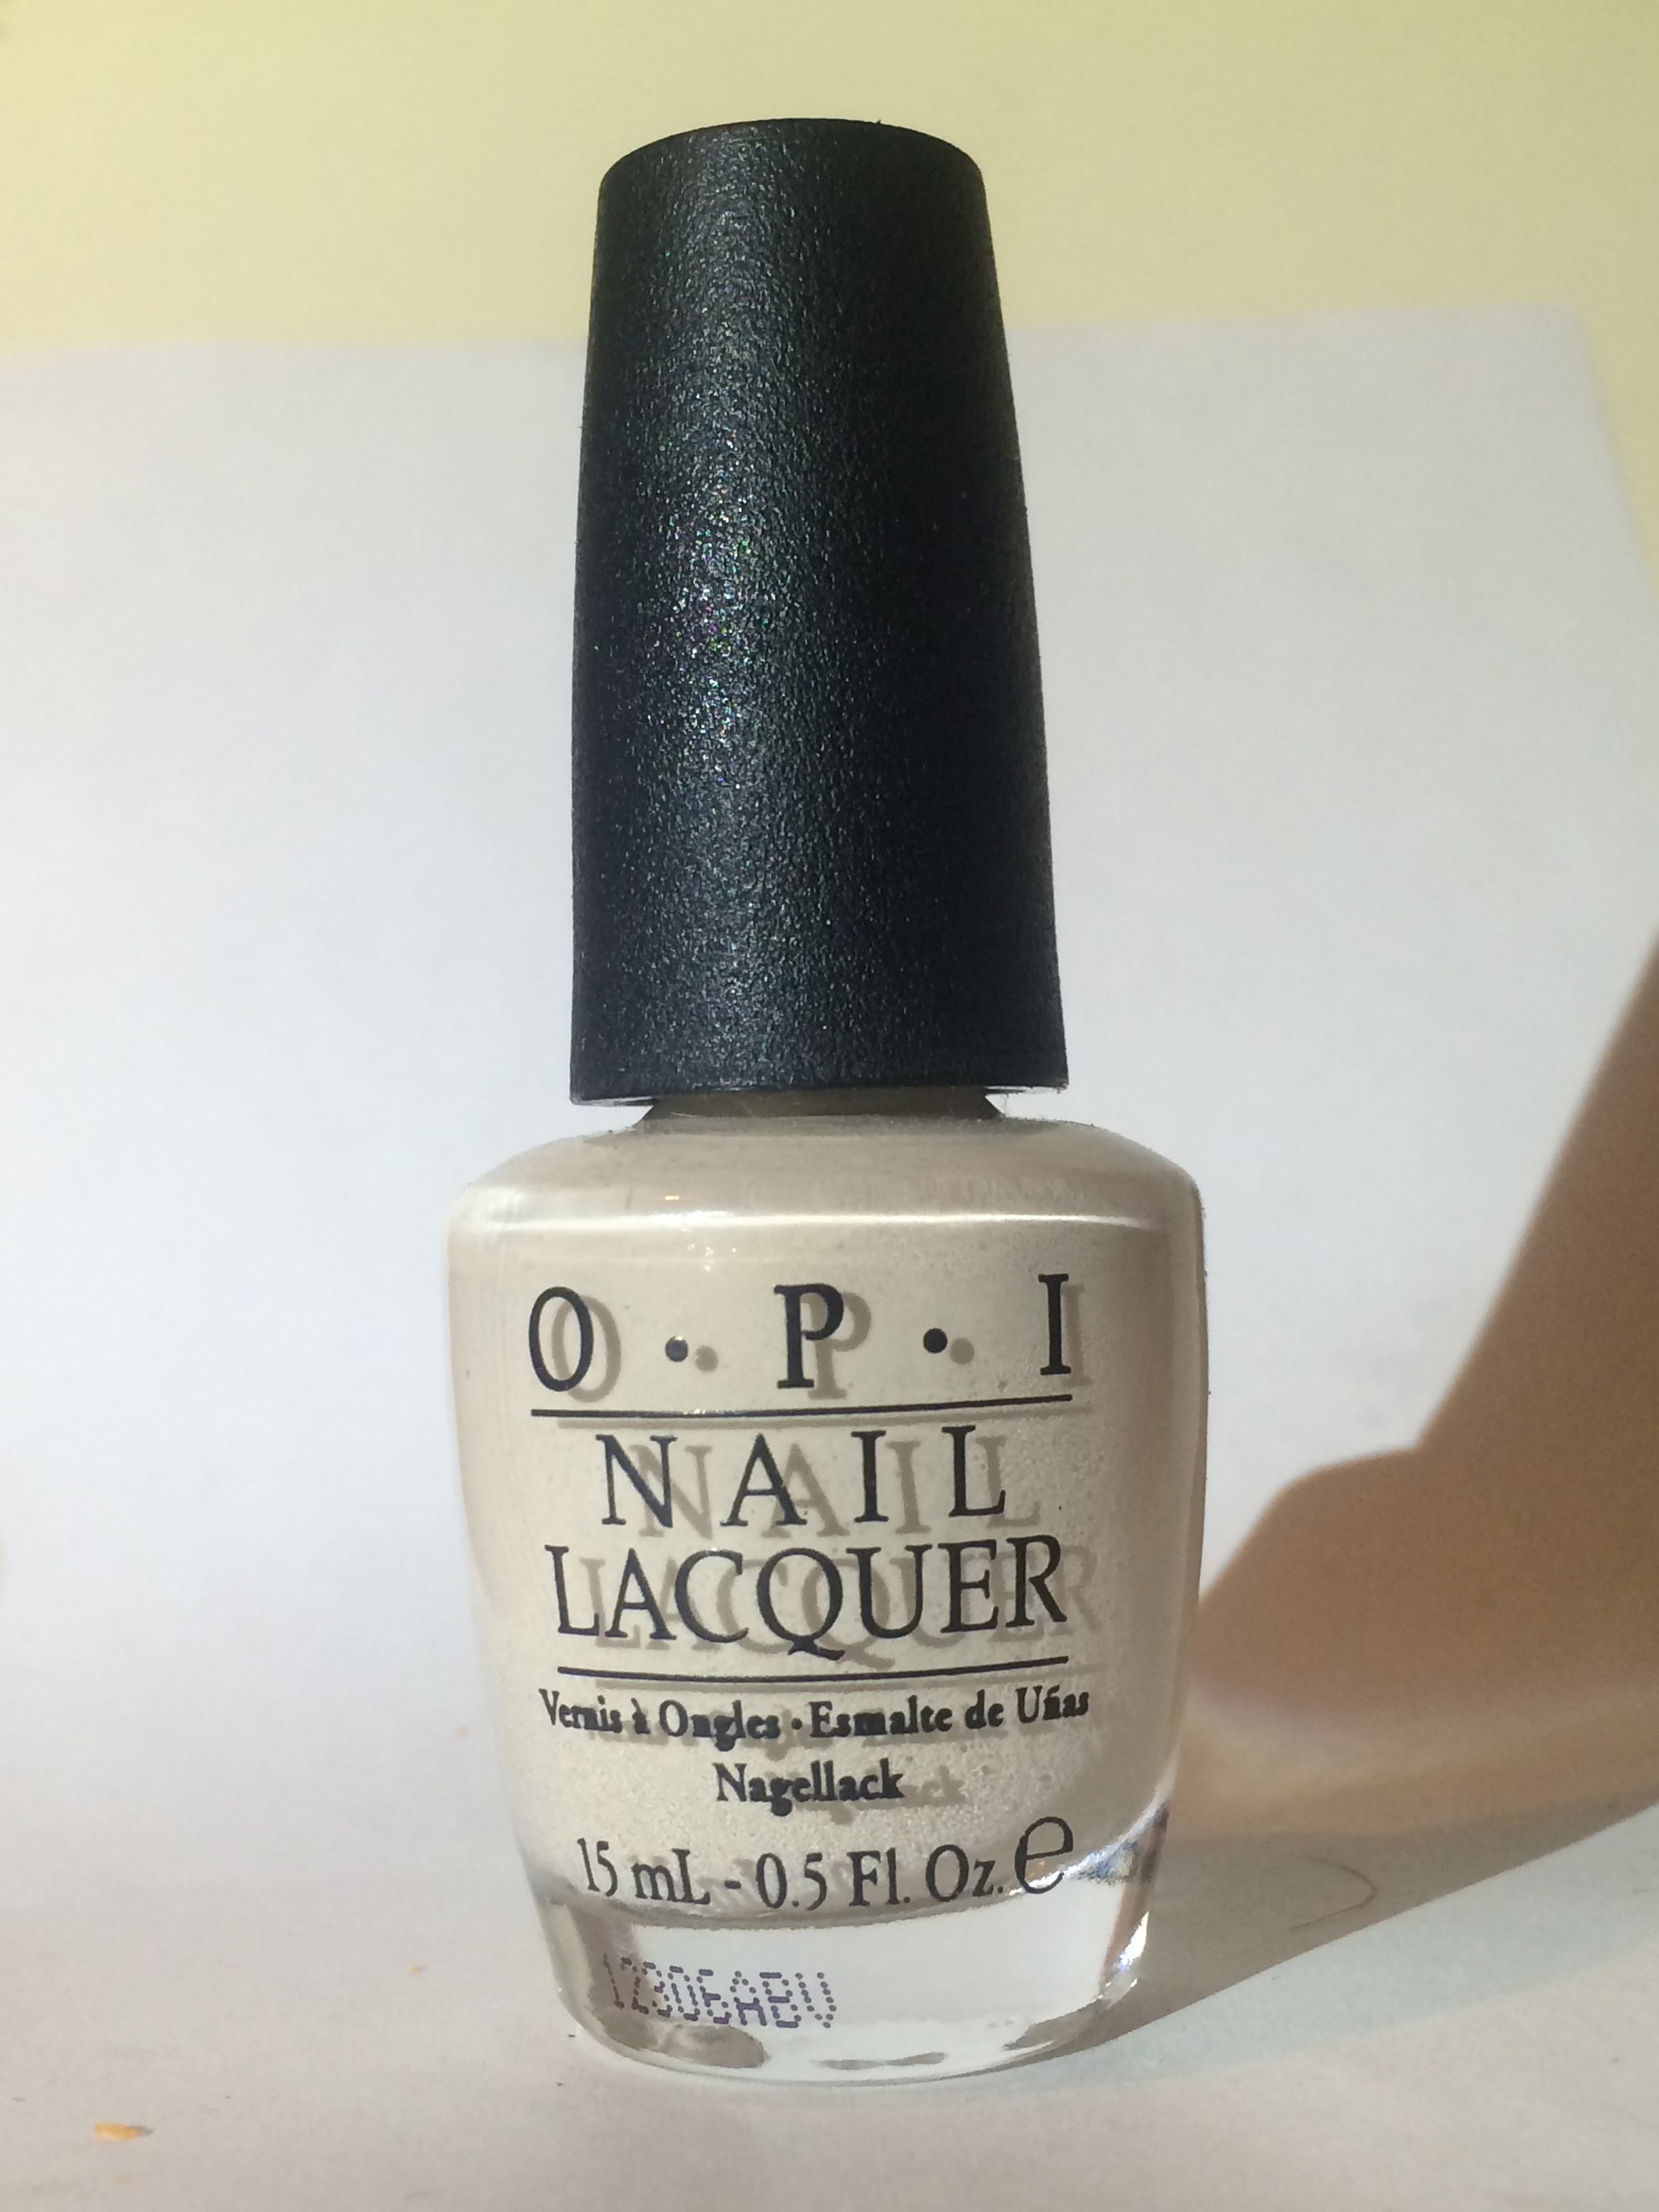 O • P • I
NAIL
LACQUER
Vernis à Ongles • Esmalte de Uñas
Nagellack
15 mL - 0.5 Fl. Oz. ℮